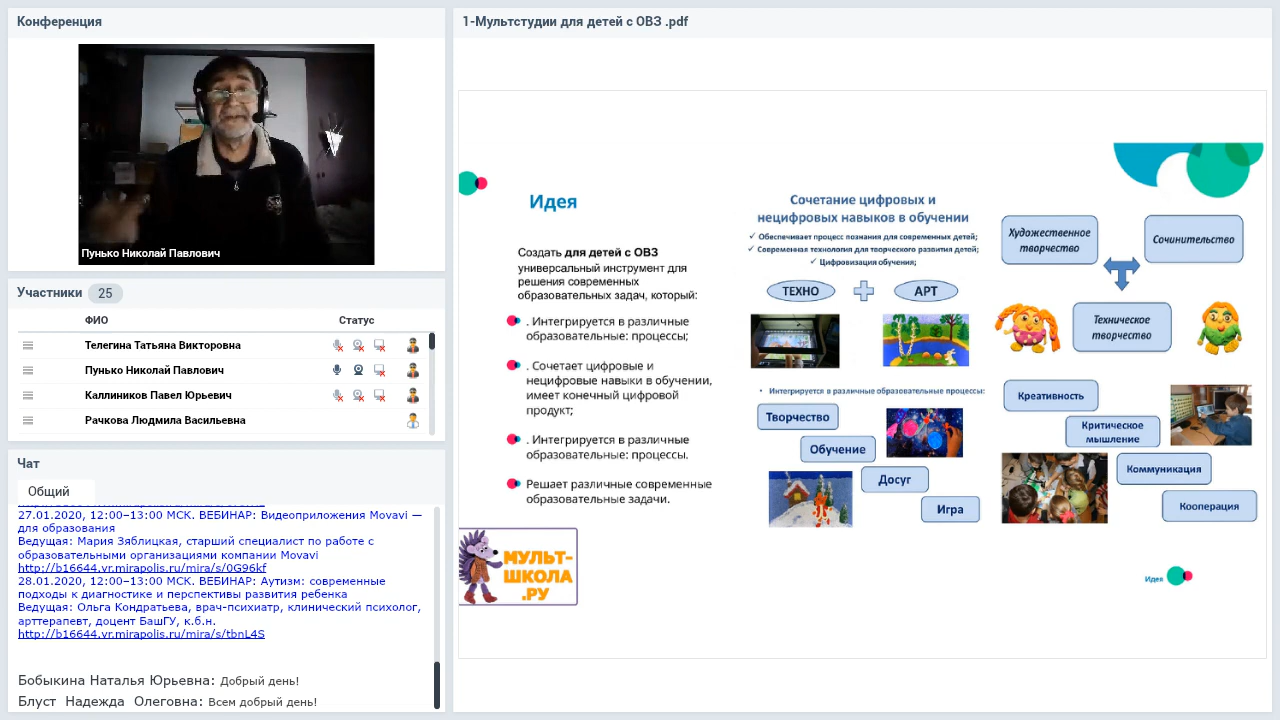 Конференция
Пунько Николай Павлович
Участники 25
ФИО Статус
Телегина Татьяна Викторовна
Пунько Николай Павлович
Каллиников Павел Юрьевич
Рачкова Людмила Васильевна
Чат
Общий
27.01.2020, 12:00–13:00 МСК. ВЕБИНАР: Видеоприложения Movavi —
для образования
Ведущая: Мария Зяблицкая, старший специалист по работе с
образовательными организациями компании Movavi
http://b16644.vr.mirapolis.ru/mira/s/0G96kf
28.01.2020, 12:00–13:00 МСК. ВЕБИНАР: Аутизм: современные
подходы к диагностике и перспективы развития ребенка
Ведущая: Ольга Кондратьева, врач-психиатр, клинический психолог,
арттерапевт, доцент БашГУ, к.б.н.
http://b16644.vr.mirapolis.ru/mira/s/tbnL4S
Бобыкина Наталья Юрьевна: Добрый день!
Блуст Надежда Олеговна: Всем добрый день!
1-Мультстудии для детей с ОВЗ .pdf
Идея
Создать для детей с ОВЗ
универсальный инструмент для
решения современных
образовательных задач, который:
. Интегрируется в различные
образовательные: процессы;
. Сочетает цифровые и
нецифровые навыки в обучении,
имеет конечный цифровой
продукт;
. Интегрируется в различные
образовательные: процессы.
Решает различные современные
образовательные задачи.
МУЛЬТ-
ШКОЛА
.РУ
Сочетание цифровых и
нецифровых навыков в обучении
✓ Обеспечивает процесс познания для современных детей;
✓ Современная технология для творческого развития детей;
✓ Цифровизация обучения;
ТЕХНО АРТ
• Интегрируется в различные образовательные процессы:
Творчество
Обучение
Досуг
Игра
Художественное
творчество
Сочинительство
Техническое
творчество
Креативность
Критическое
мышление
Коммуникация
Кооперация
Идея